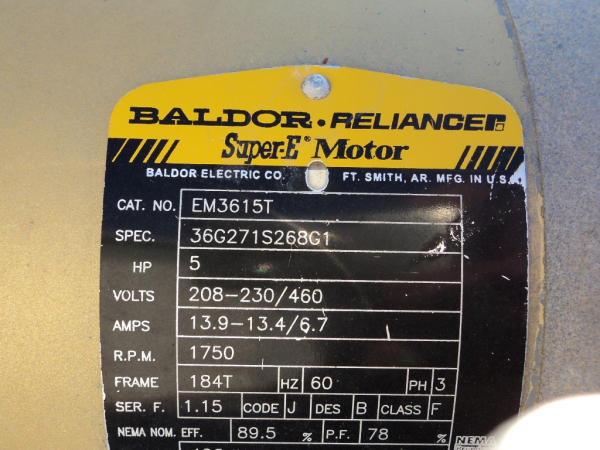 BALDOR • RELIANCE
Super-E® Motor
BALDOR ELECTRIC CO. FT. SMITH, AR. MFG. IN U.S.A.
CAT. NO. EM3615T
SPEC. 36G271S268G1
HP 5
VOLTS 208-230/460
AMPS 13.9-13.4/6.7
R.P.M. 1750
FRAME 184T HZ 60 PH 3
SER. F. 1.15 CODE J DES B CLASS F
NEMA NOM. EFF. 89.5 % P.F. 78 %
NEMA